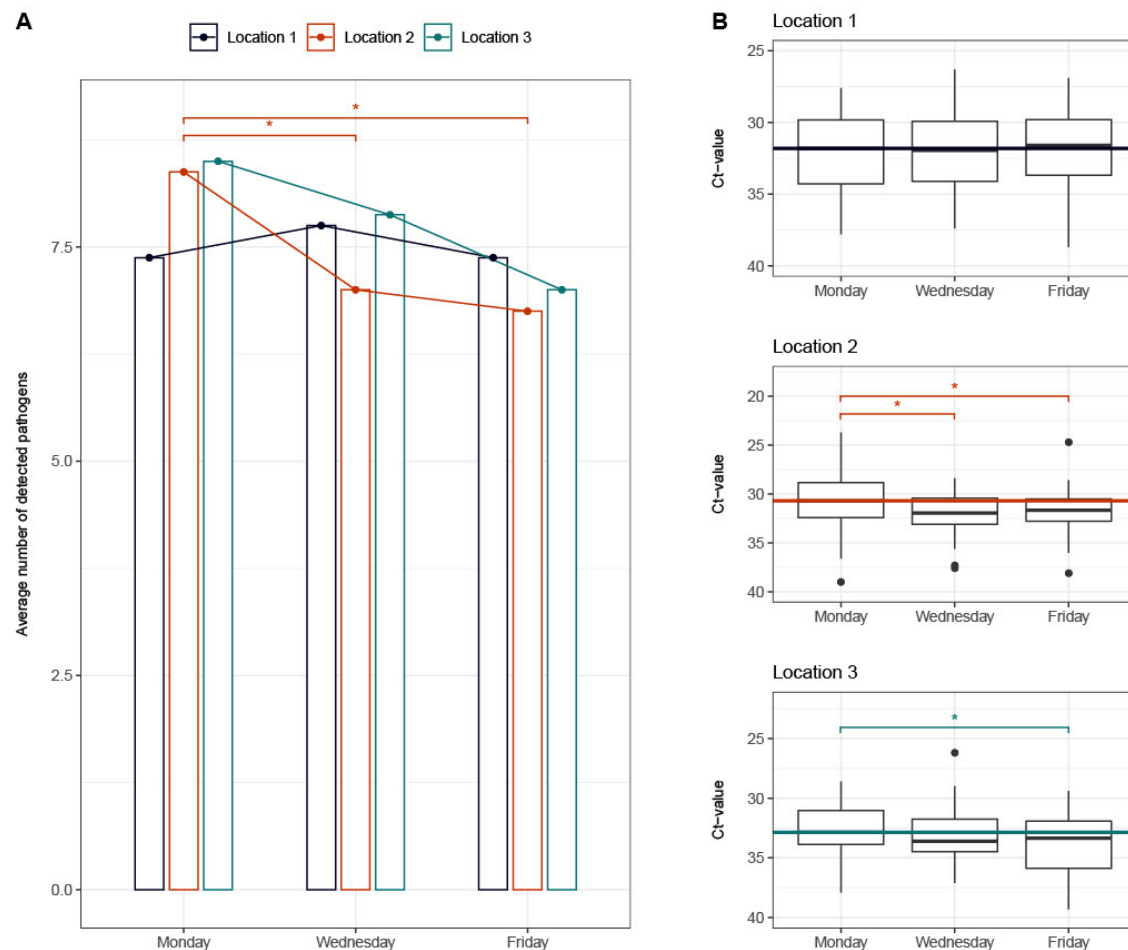 A
Location 1
Location 2
Location 3
Average number of detected pathogens
7.5
5.0
2.5
0.0
*
*
Monday
Wednesday
Friday
B
Location 1
Ct-value
25
30
35
40
Monday
Wednesday
Friday
Location 2
Ct-value
20
25
30
35
40
*
*
Monday
Wednesday
Friday
Location 3
Ct-value
25
30
35
40
*
Monday
Wednesday
Friday